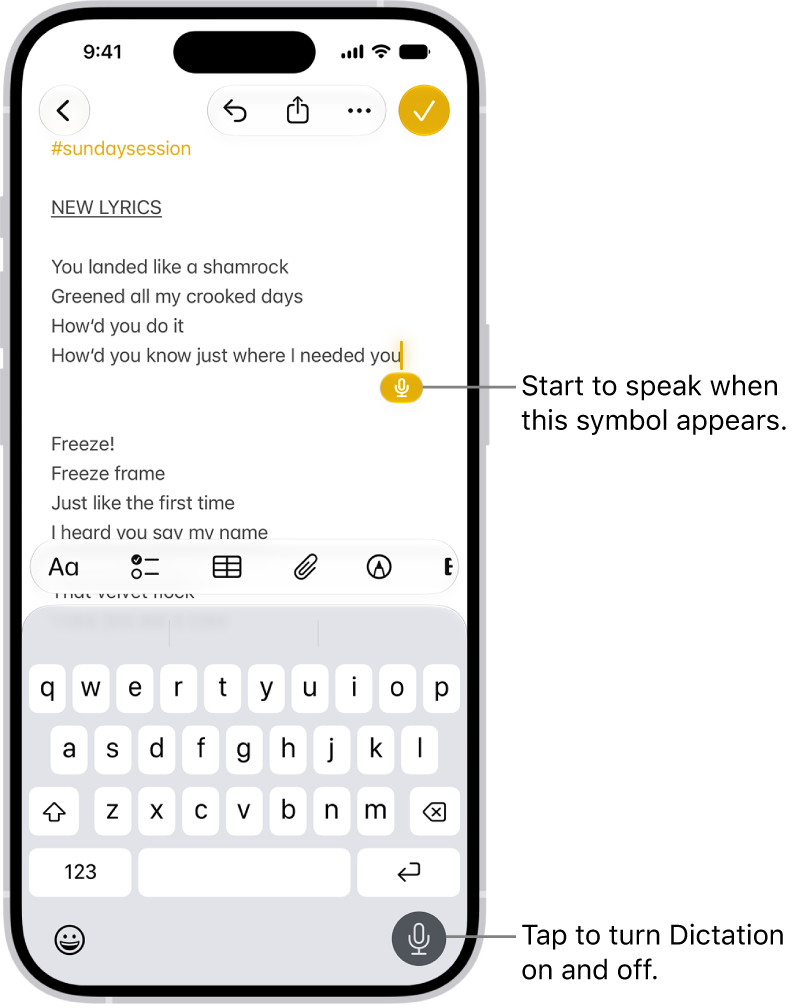 9:41
#sundaysession
NEW LYRICS
You landed like a shamrock
Greened all my crooked days
How‘d you do it
How‘d you know just where I needed you
Start to speak when
this symbol appears.
Freeze!
Freeze frame
Just like the first time
I heard you say my name
Aa
That velvet
q w e r t y u i o p
a s d f g h j k l
z x c v b n m
123
Tap to turn Dictation
on and off.